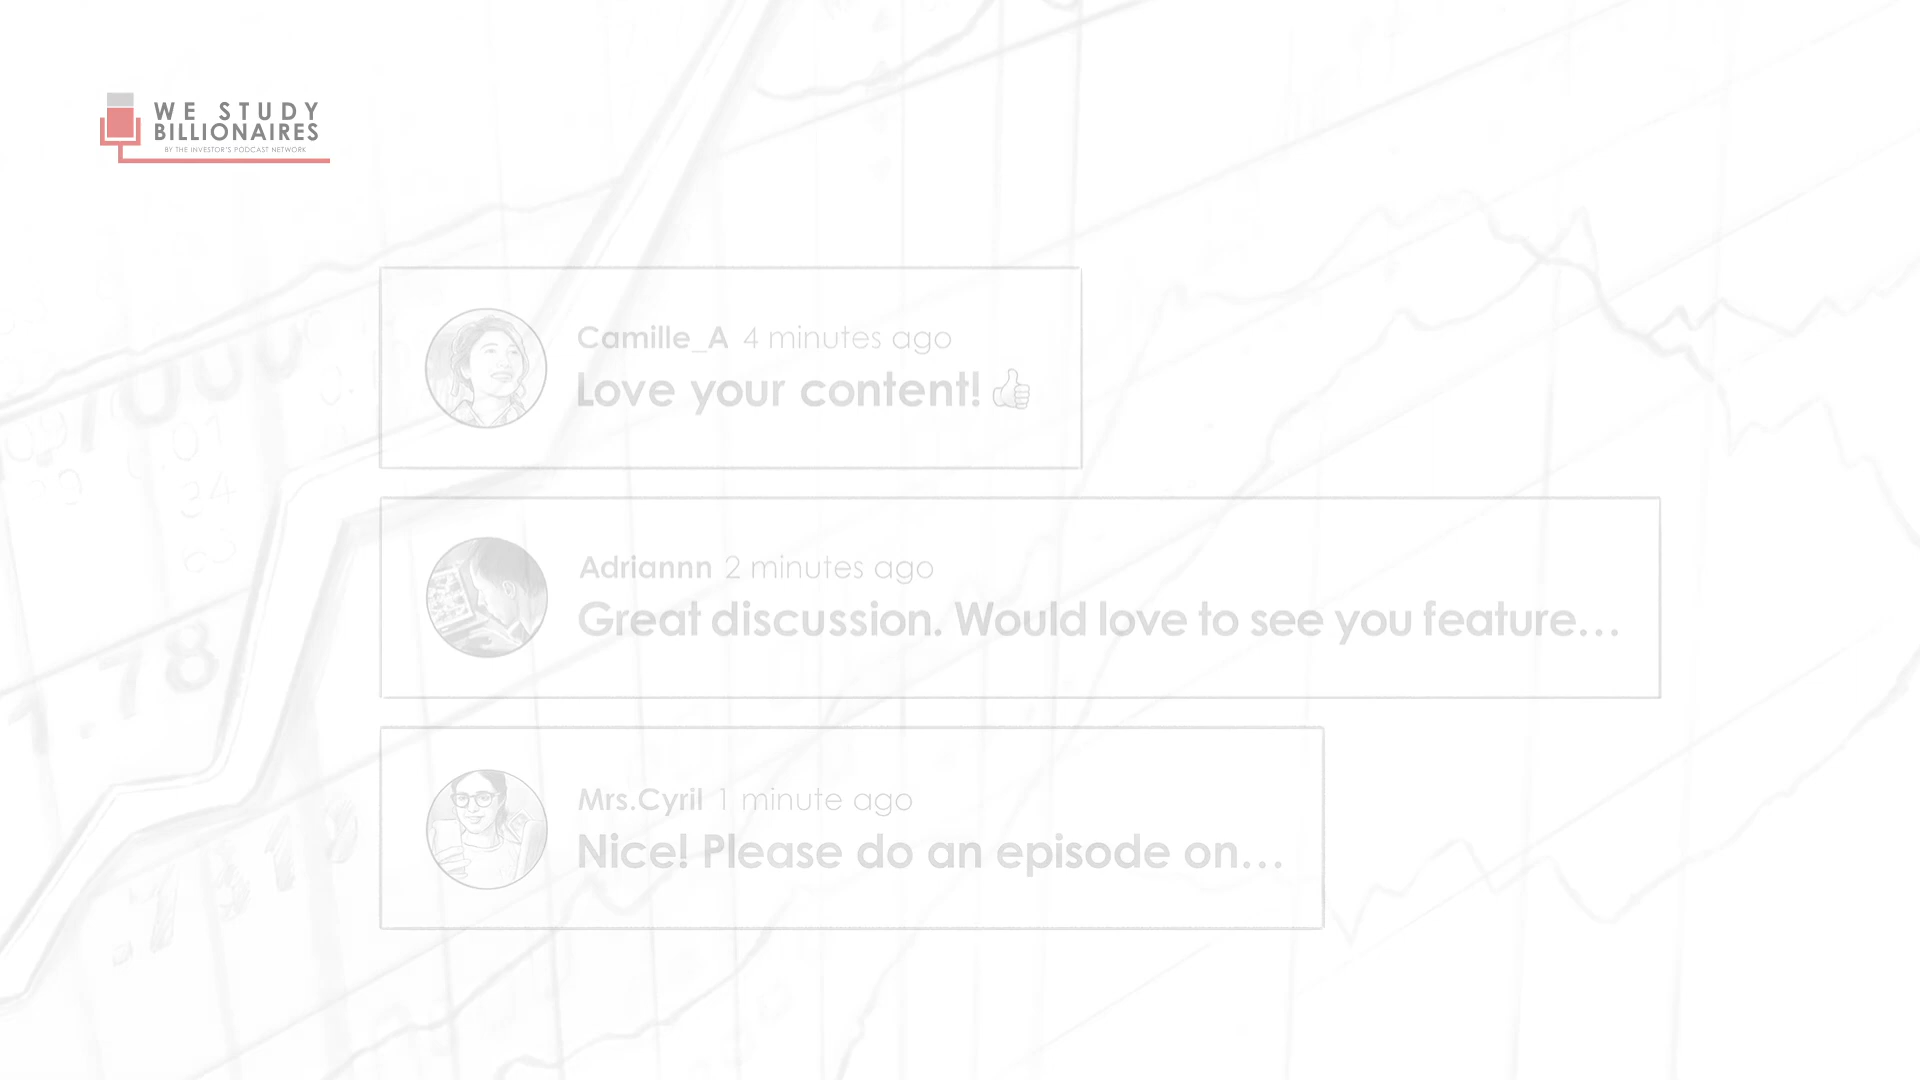 WE STUDY
BILLIONAIRES
BY THE INVESTOR'S PODCAST NETWORK
Camille_A 4 minutes ago
Love your content! 👍
Adriannn 2 minutes ago
Great discussion. Would love to see you feature...
1.78
Mrs.Cyril 1 minute ago
Nice! Please do an episode on...